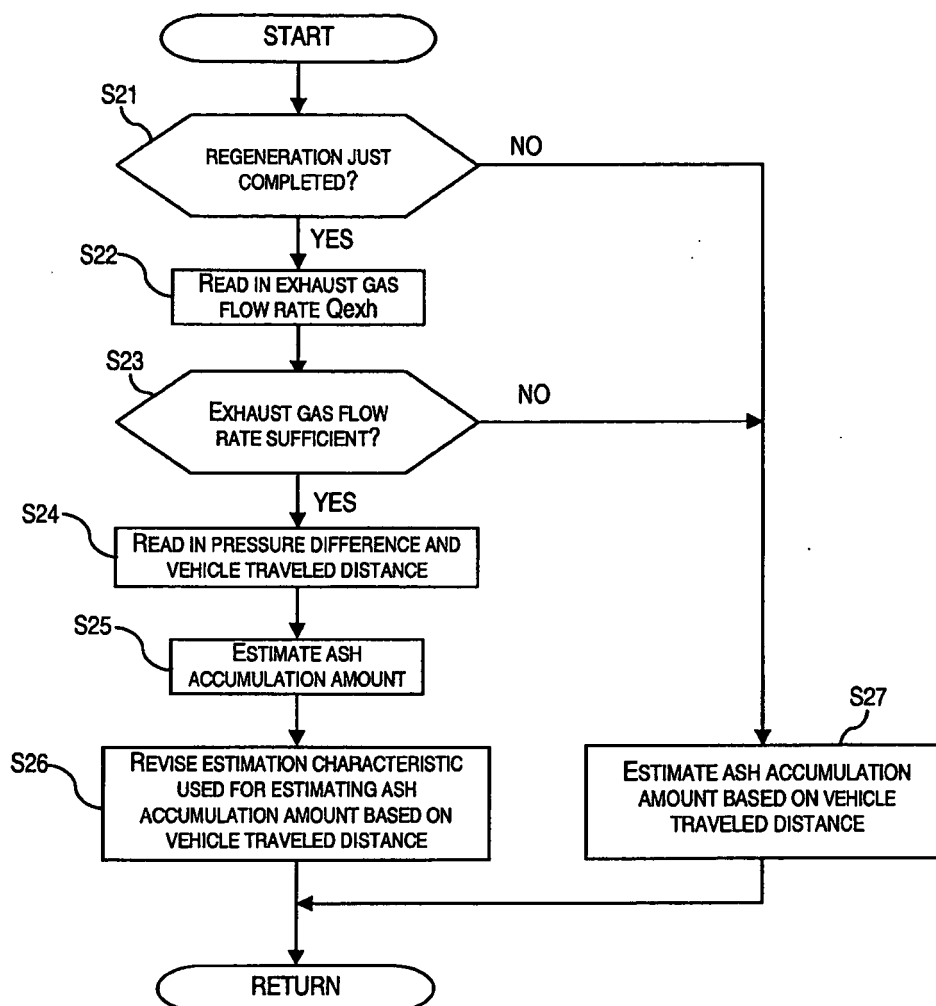 START
S21
REGENERATION JUST
COMPLETED?
NO
YES
S22
READ IN EXHAUST GAS
FLOW RATE Qexh
S23
EXHAUST GAS FLOW
RATE SUFFICIENT?
NO
YES
S24
READ IN PRESSURE DIFFERENCE AND
VEHICLE TRAVELED DISTANCE
S25
ESTIMATE ASH
ACCUMULATION AMOUNT
S26
REVISE ESTIMATION CHARACTERISTIC
USED FOR ESTIMATING ASH
ACCUMULATION AMOUNT BASED ON
VEHICLE TRAVELED DISTANCE
S27
ESTIMATE ASH ACCUMULATION
AMOUNT BASED ON VEHICLE
TRAVELED DISTANCE
RETURN